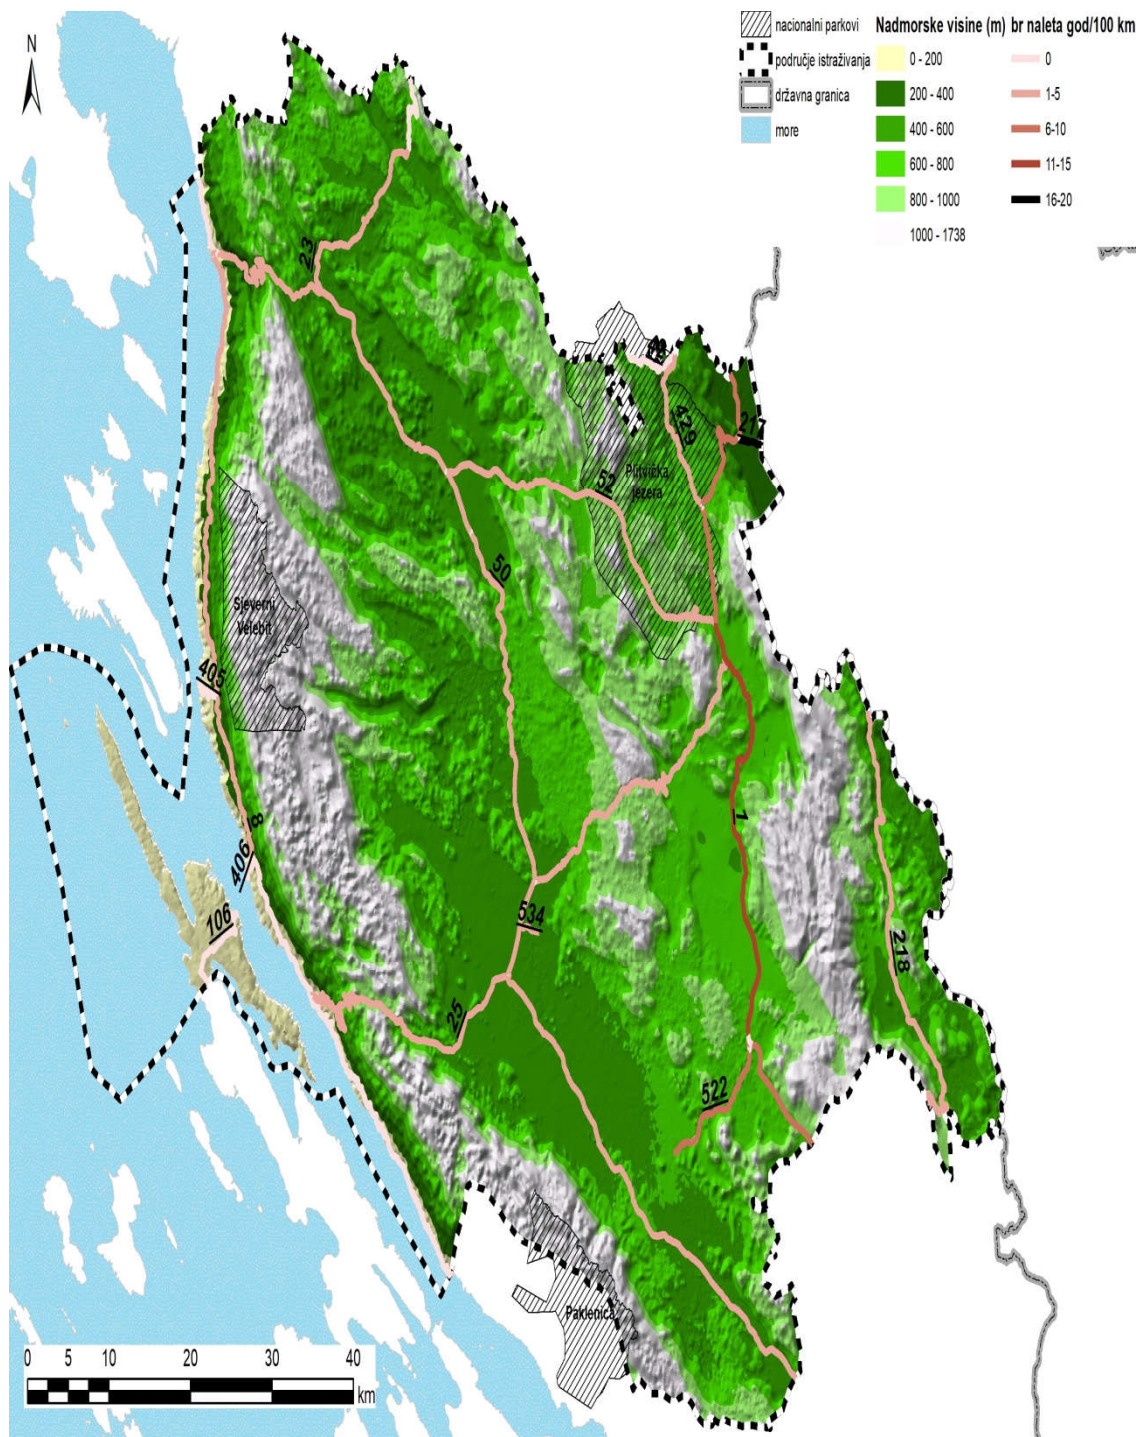 N
nacionalni parkovi
područje istraživanja
državna granica
more
Nadmorske visine (m)
0 - 200
200 - 400
400 - 600
600 - 800
800 - 1000
1000 - 1738
br naleta god/100 km
0
1-5
6-10
11-15
16-20
23
429
217
52
Plitvička
jezera
50
Sjeverni
Velebit
405
8
406
1
106
534
218
25
522
Paklenica
0 5 10 20 30 40
km